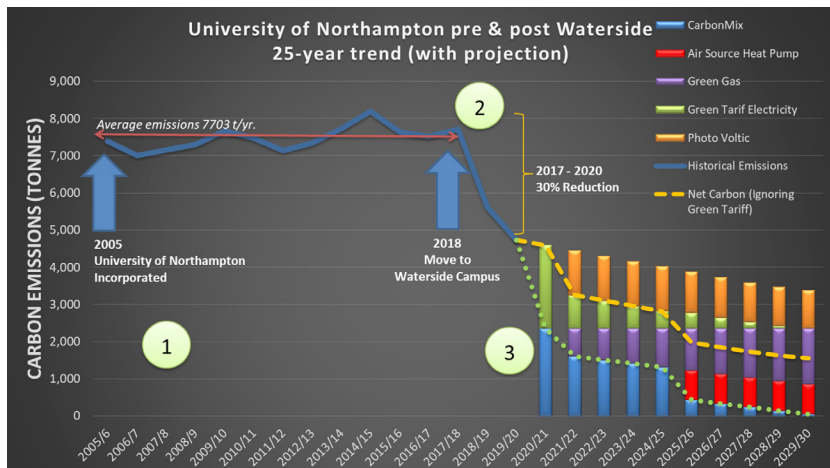 University of Northampton pre & post Waterside
25-year trend (with projection)
CarbonMix
Air Source Heat Pump
Green Gas
Green Tarif Electricity
Photo Voltic
Historical Emissions
Net Carbon (Ignoring
Green Tariff)
CARBON EMISSIONS (TONNES)
9,000
8,000
7,000
6,000
5,000
4,000
3,000
2,000
1,000
0
Average emissions 7703 t/yr.
2
2017 - 2020
30% Reduction
2005
University of Northampton
Incorporated
2018
Move to
Waterside Campus
1
3
2005/6
2006/7
2007/8
2008/9
2009/10
2010/11
2011/12
2012/13
2013/14
2014/15
2015/16
2016/17
2017/18
2018/19
2019/20
2020/21
2021/22
2022/23
2023/24
2024/25
2025/26
2026/27
2027/28
2028/29
2029/30